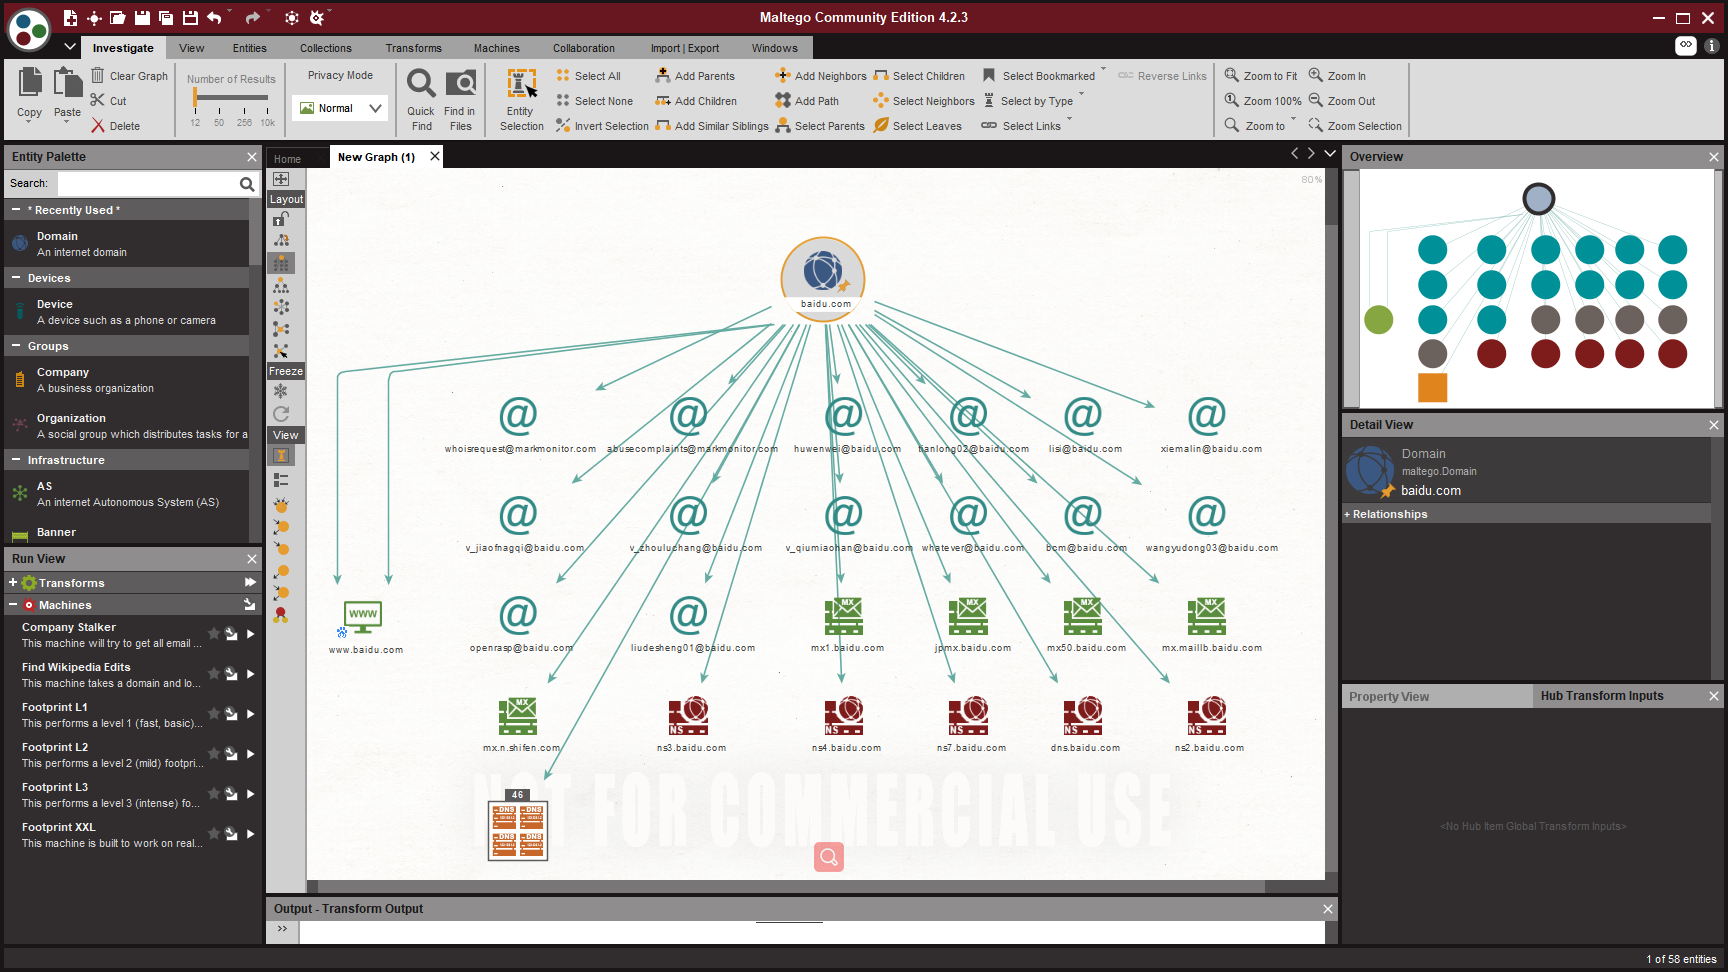 Maltego Community Edition 4.2.3
Investigate View Entities Collections Transforms Machines Collaboration Import | Export Windows
Copy
Paste
Clear Graph
Cut
Delete
Number of Results
12 50 256 10k
Privacy Mode
Normal
Quick
Find
Find in
Files
Entity
Selection
Select All
Select None
Invert Selection
Add Parents
Add Children
Add Similar Siblings
Add Neighbors
Add Path
Select Parents
Select Children
Select Neighbors
Select Leaves
Select Bookmarked
Select by Type
Select Links
Reverse Links
Zoom to Fit
Zoom 100%
Zoom to
Zoom In
Zoom Out
Zoom Selection
Entity Palette
Search:
* Recently Used *
Domain
An internet domain
Devices
Device
A device such as a phone or camera
Groups
Company
A business organization
Organization
A social group which distributes tasks for a
Infrastructure
AS
An internet Autonomous System (AS)
Banner
Run View
Transforms
Machines
Company Stalker
This machine will try to get all email ...
Find Wikipedia Edits
This machine takes a domain and lo...
Footprint L1
This performs a level 1 (fast, basic)...
Footprint L2
This performs a level 2 (mild) footpri...
Footprint L3
This performs a level 3 (intense) fo...
Footprint XXL
This machine is built to work on real...
Home
New Graph (1)
Layout
Freeze
View
80%
baidu.com
whoisrequest@markmonitor.com abusecomplaints@markmonitor.com huwenwei@baidu.com tianlong02@baidu.com lisi@baidu.com xiemalin@baidu.com
v_jiaofnagqi@baidu.com v_zhouluchang@baidu.com v_qiumiaohan@baidu.com whatever@baidu.com bcm@baidu.com wangyudong03@baidu.com
WWW
MX MX MX MX
www.baidu.com openrasp@baidu.com liudesheng01@baidu.com mx1.baidu.com jpmx.baidu.com mx50.baidu.com mx.maillb.baidu.com
MX NS NS NS NS NS
mx.n.shifen.com ns3.baidu.com ns4.baidu.com ns7.baidu.com dns.baidu.com ns2.baidu.com
NOT FOR COMMERCIAL USE
46
DNS DNS
DNS DNS
Output - Transform Output
Overview
Detail View
Domain
maltego.Domain
baidu.com
+ Relationships
Property View
Hub Transform Inputs
<No Hub Item Global Transform Inputs>
1 of 58 entities